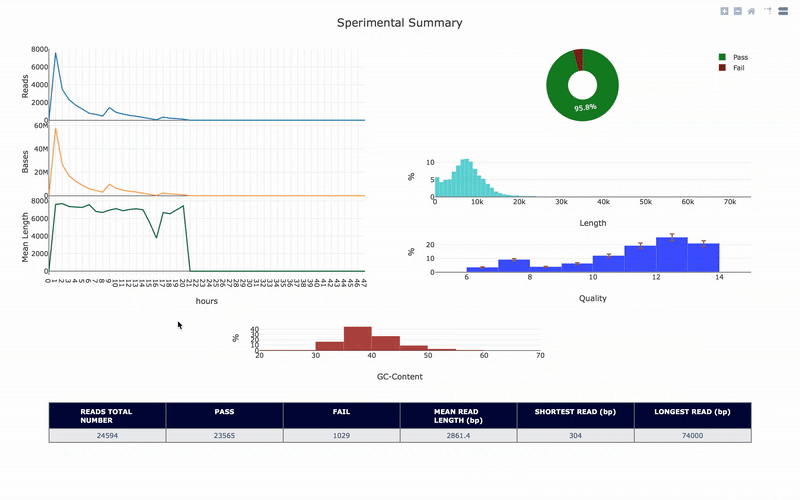 Sperimental Summary
8000
6000
4000
2000
0
Reads
60M
40M
20M
0
Bases
8000
6000
4000
2000
0
Mean Length
0 1 2 3 4 5 6 7 8 9 10 11 12 13 14 15 16 17 18 19 20 21 22 23 24 25 26 27 28 29 30 31 32 33 34 35 36 37 38 39 40 41 42 43 44 45 46 47
hours
95.8%
Pass
Fail
10
5
0
%
0 10k 20k 30k 40k 50k 60k 70k
Length
20
10
0
%
6 8 10 12 14
Quality
40
30
20
10
0
%
20 30 40 50 60 70
GC-Content
READS TOTAL NUMBER PASS FAIL MEAN READ LENGTH (bp) SHORTEST READ (bp) LONGEST READ (bp)
24594 23565 1029 2861.4 304 74000